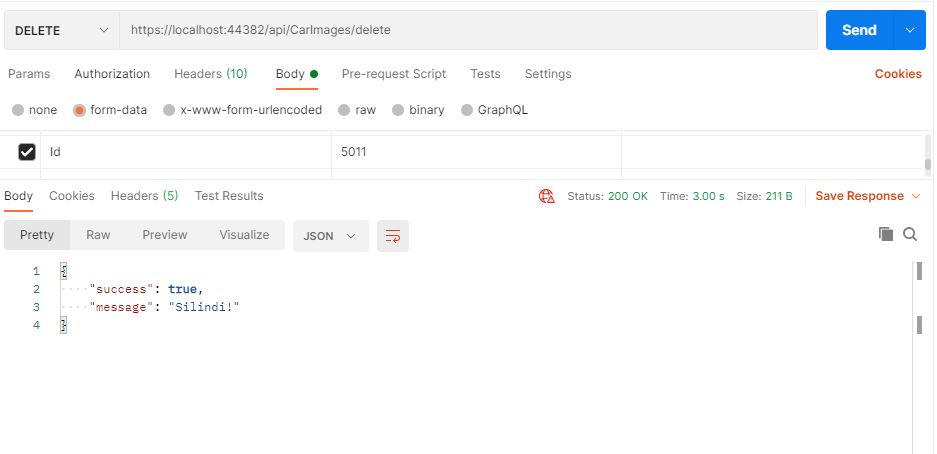 DELETE https://localhost:44382/api/CarImages/delete Send
Params Authorization Headers (10) Body Pre-request Script Tests Settings Cookies
none form-data x-www-form-urlencoded raw binary GraphQL
Id 5011
Body Cookies Headers (5) Test Results Status: 200 OK Time: 3.00 s Size: 211 B Save Response
Pretty Raw Preview Visualize JSON
1 {
2 "success": true,
3 "message": "Silindi!"
4 }